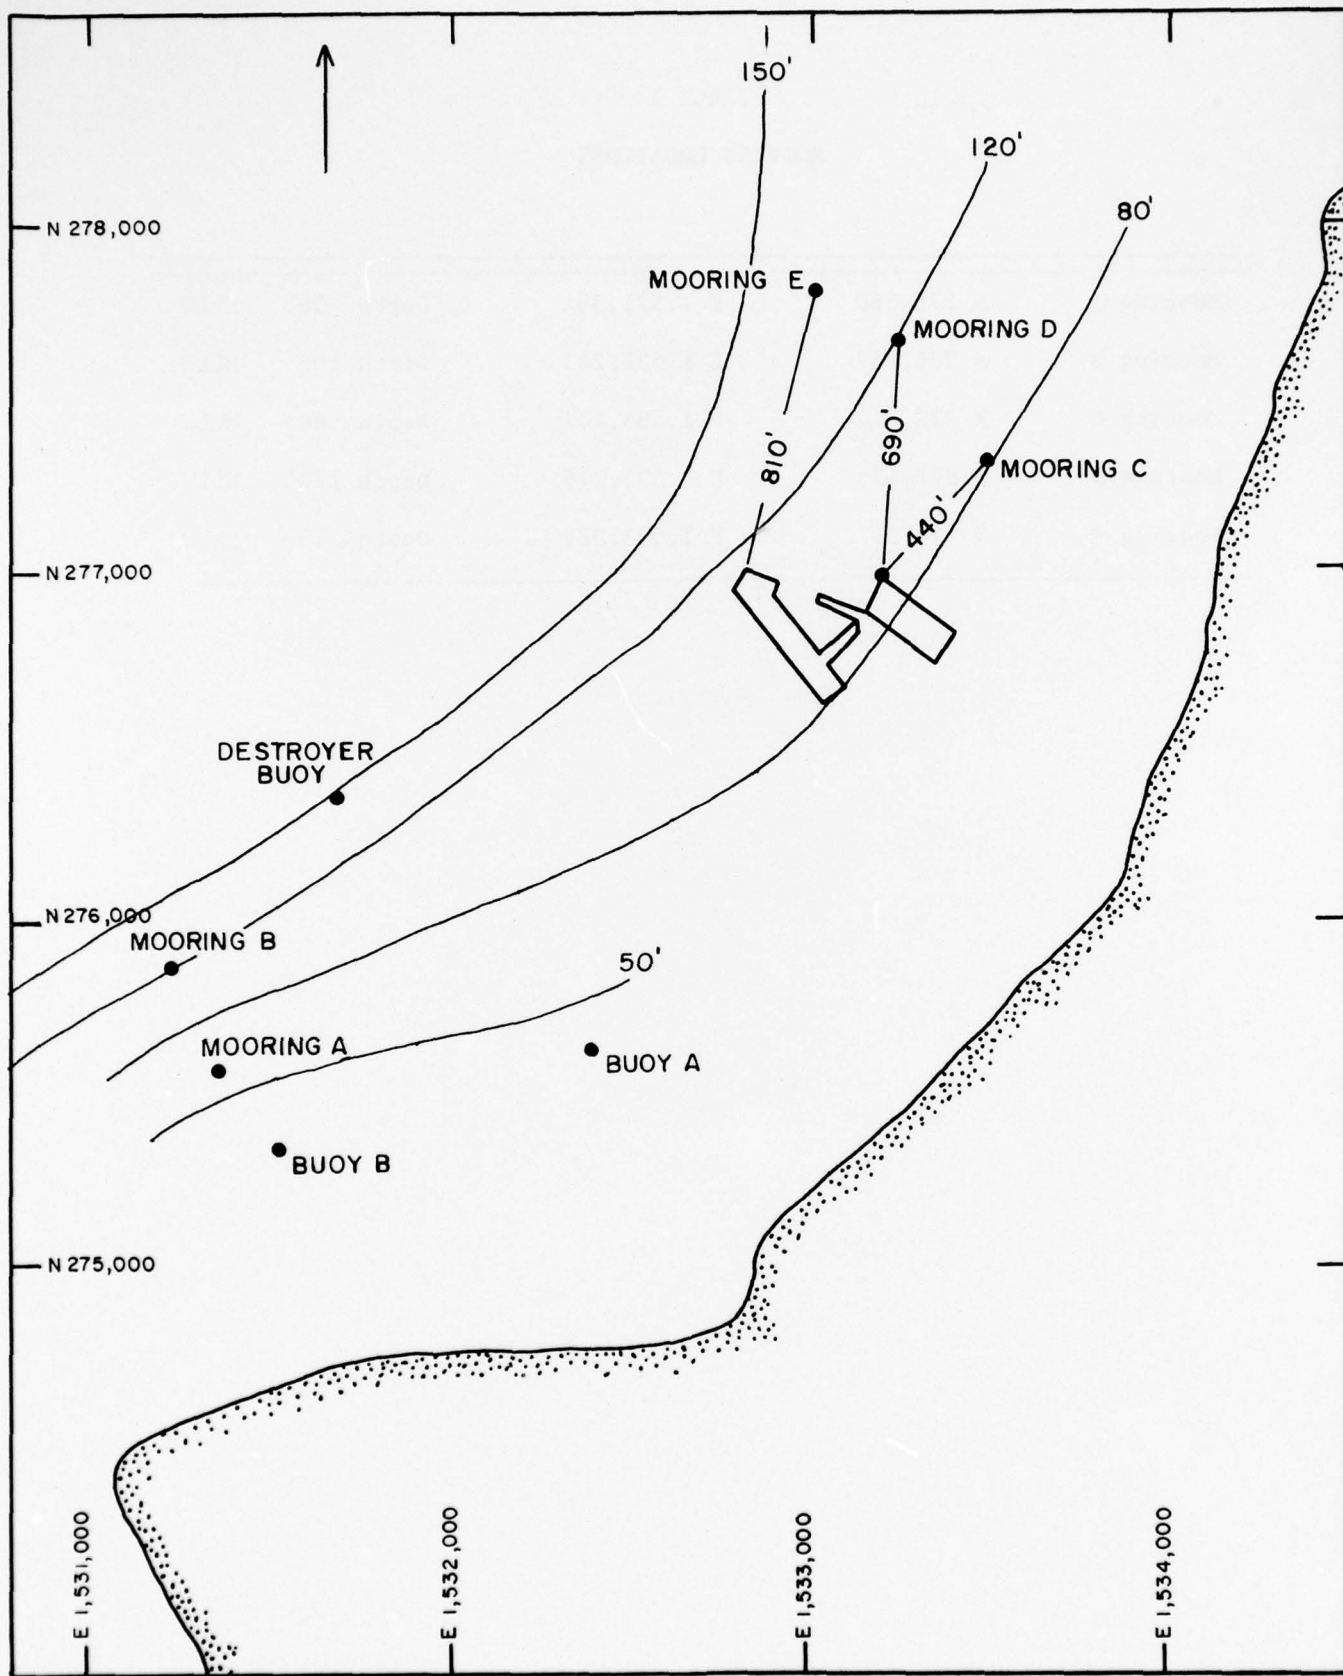 150'
120'
80'
N 278,000
MOORING E
MOORING D
810'
690'
MOORING C
440'
N 277,000
DESTROYER
BUOY
N 276,000
MOORING B
50'
MOORING A
BUOY A
BUOY B
N 275,000
E 1,531,000
E 1,532,000
E 1,533,000
E 1,534,000